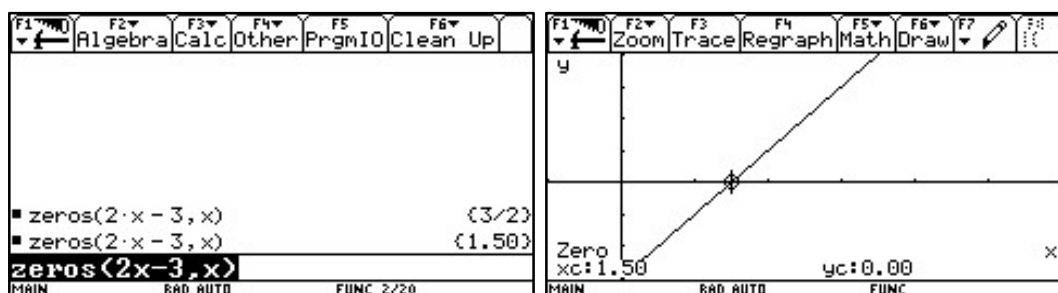 F1 F2 F3 F4 F5 F6
Algebra Calc Other PrgmIO Clean Up
zeros(2·x - 3, x) {3/2}
zeros(2·x - 3, x) {1.50}
zeros(2x-3,x)
MAIN RAD AUTO FUNC 2/20
F1 F2 F3 F4 F5 F6 F7
Zoom Trace Regraph Math Draw
y
x
Zero
xc:1.50 yc:0.00
MAIN RAD AUTO FUNC